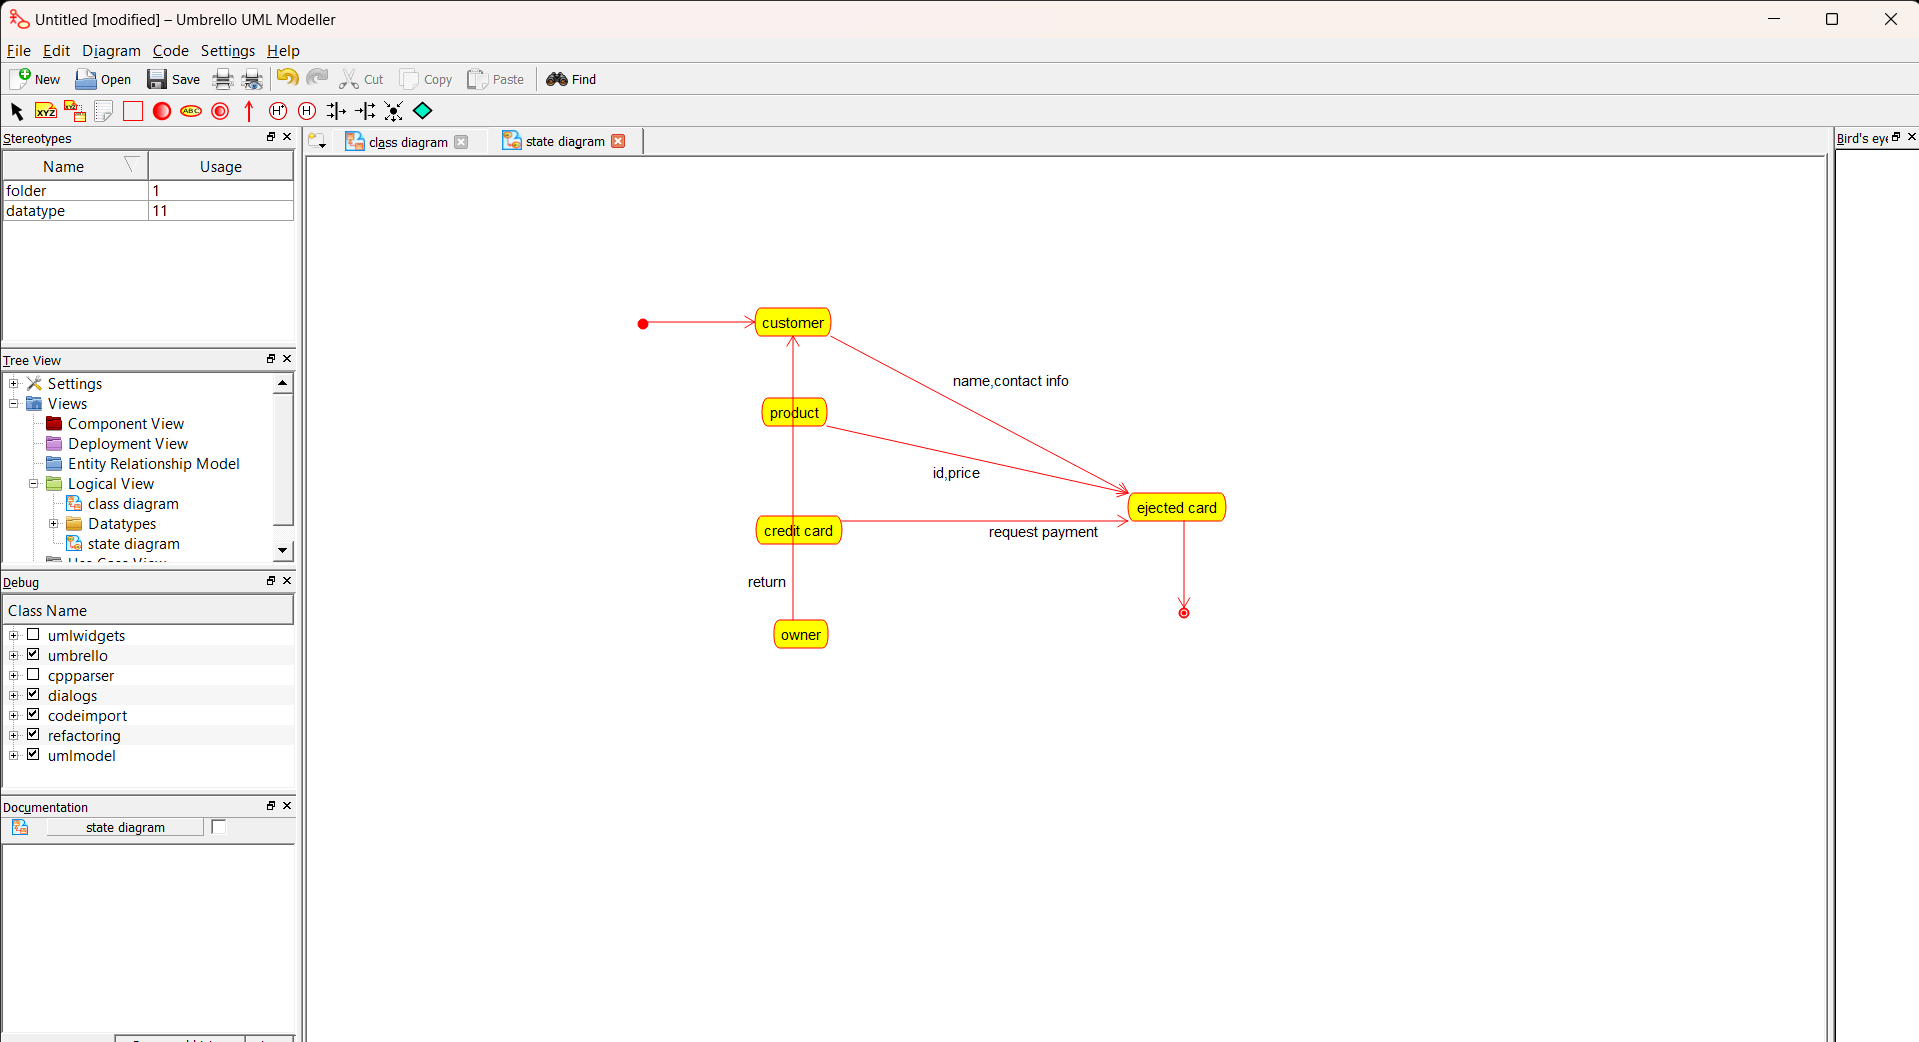 Untitled [modified] – Umbrello UML Modeller
File Edit Diagram Code Settings Help
New Open Save Cut Copy Paste Find
XYZ XYZ ABC H* H
Stereotypes
Name Usage
folder 1
datatype 11
Tree View
Settings
Views
Component View
Deployment View
Entity Relationship Model
Logical View
class diagram
Datatypes
state diagram
Debug
Class Name
umlwidgets
umbrello
cppparser
dialogs
codeimport
refactoring
umlmodel
Documentation
state diagram
class diagram state diagram
customer
name,contact info
product
id,price
ejected card
credit card
request payment
return
owner
Bird's eye